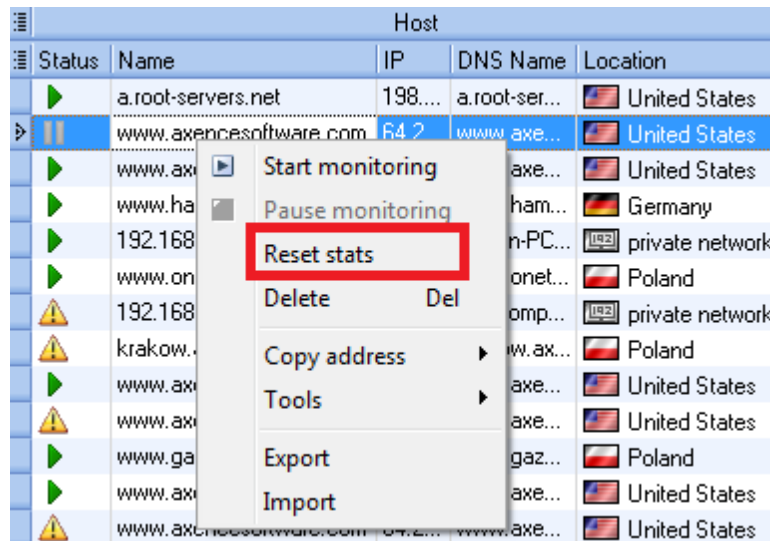 Host
Status Name IP DNS Name Location
a.root-servers.net 198.... a.root-ser... United States
www.axencesoftware.com 64.2... www.axe... United States
www.ax axe... United States
Start monitoring
www.ha ham... Germany
Pause monitoring
192.168 n-PC... private network
Reset stats
www.on onet... Poland
Delete Del
192.168 omp... private network
krakow. w.ax... Poland
Copy address
www.ax axe... United States
Tools
www.ax axe... United States
www.ga gaz... Poland
Export
www.ax axe... United States
Import
www.axencesoftware.com 64.2... www.axe... United States